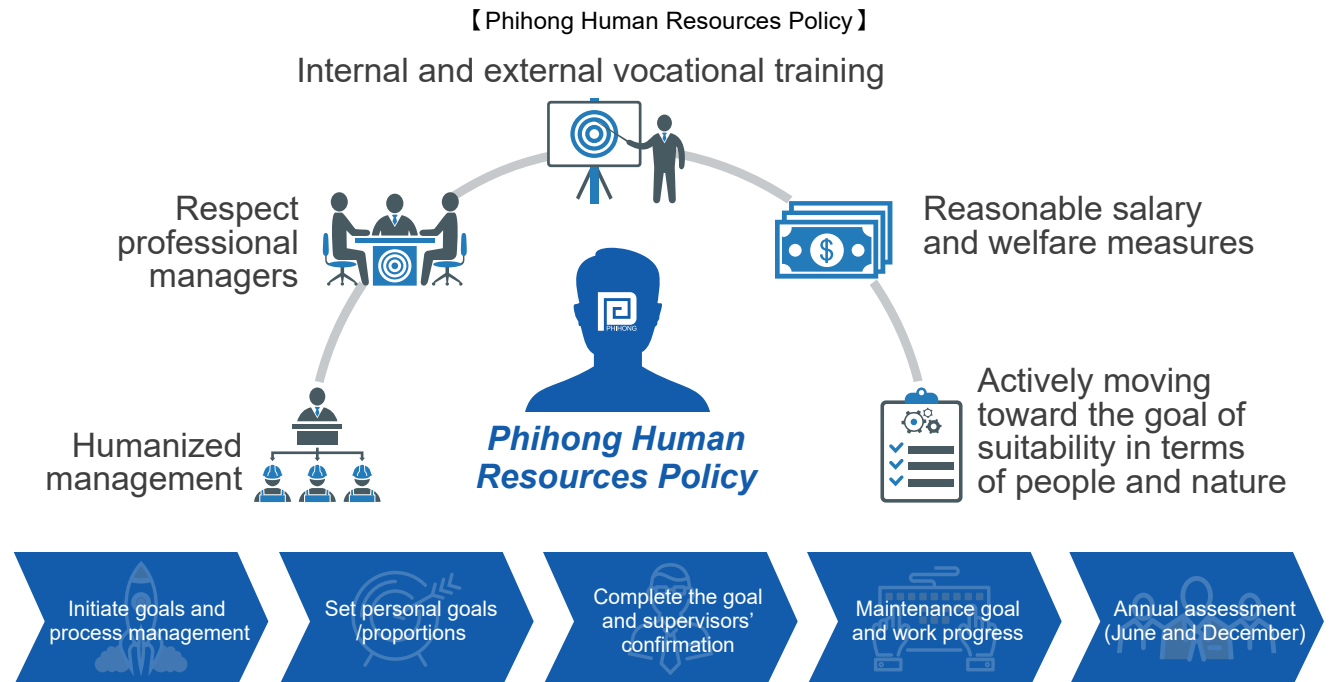 【Phihong Human Resources Policy】
Internal and external vocational training
Respect
professional
managers
Reasonable salary
and welfare measures
$
PHIHONG
Humanized
management
Phihong Human
Resources Policy
Actively moving
toward the goal of
suitability in terms
of people and nature
Initiate goals and
process management
Set personal goals
/proportions
Complete the goal
and supervisors’
confirmation
Maintenance goal
and work progress
Annual assessment
(June and December)